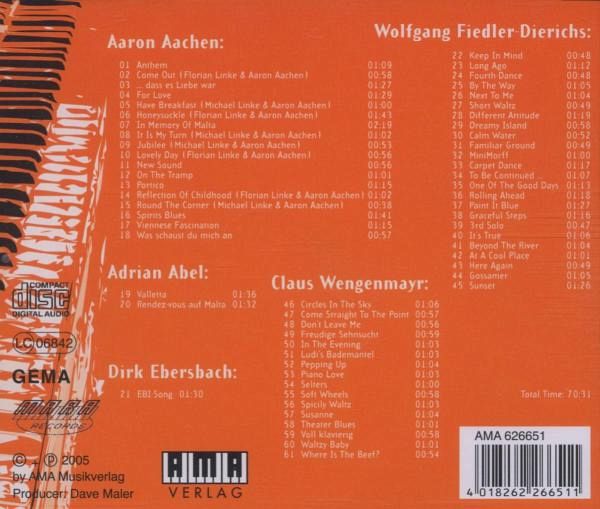 Aaron Aachen:
01 Anthem 01:09
02 Come Out (Florian Linke & Aaron Aachen) 00:58
03 ... dass es Liebe war 01:27
04 For Love 01:29
05 Have Breakfast (Michael Linke & Aaron Aachen) 01:00
06 Honeysuckle (Florian Linke & Aaron Aachen) 01:43
07 In Memory Of Malta 02:19
08 It Is My Turn (Michael Linke & Aaron Aachen) 01:02
09 Jubilee (Michael Linke & Aaron Aachen) 00:53
10 Lovely Day (Florian Linke & Aaron Aachen) 00:56
11 New Sound 00:56
12 On The Tramp 01:01
13 Portico 01:15
14 Reflection Of Childhood (Florian Linke & Aaron Aachen) 01:02
15 Round The Corner (Michael Linke & Aaron Aachen) 00:38
16 Spirits Blues 01:41
17 Viennese Fascination 01:15
18 Was schaust du mich an 00:57
Adrian Abel:
19 Valletta 01:36
20 Rendez-vous auf Malta 01:32
Dirk Ebersbach:
21 EBI-Song 01:30
Wolfgang Fiedler-Dierichs:
22 Keep In Mind 00:48
23 Long Ago 01:12
24 Fourth Dance 00:48
25 By The Way 01:05
26 Next To Me 01:04
27 Short Waltz 00:49
28 Different Attitude 01:19
29 Dreamy Island 00:58
30 Calm Water 00:52
31 Familiar Ground 00:49
32 MiniMorff 01:00
33 Carpet Dance 01:17
34 To Be Continued ... 01:07
35 One Of The Good Days 01:13
36 Rolling Ahead 01:18
37 Paint It Blue 01:27
38 Graceful Steps 01:16
39 3rd Solo 00:47
40 It's True 01:06
41 Beyond The River 01:04
42 At A Cool Place 01:01
43 Here Again 00:49
44 Gossamer 01:05
45 Sunset 01:26
Claus Wengenmayr:
46 Circles In The Sky 01:06
47 Come Straight To The Point 00:57
48 Don't Leave Me 00:56
49 Freudige Sehnsucht 00:59
50 In The Evening 01:03
51 Ludi's Bademantel 01:03
52 Pepping Up 01:04
53 Piano Love 01:03
54 Selters 01:00
55 Soft Wheels 00:58
56 Spicily Waltz 01:03
57 Susanne 01:04
58 Theater Blues 01:01
59 Voll klavierig 00:58
60 Waltzy Baby 01:01
61 Where Is The Beef? 00:54
Total Time: 70:31
COMPACT
disc
DIGITAL AUDIO
LC 06842
GEMA
MARA
RECORDS
© + ℗ 2005
by AMA Musikverlag
Producer: Dave Maler
AMA
VERLAG
AMA 626651
4 018262 266511